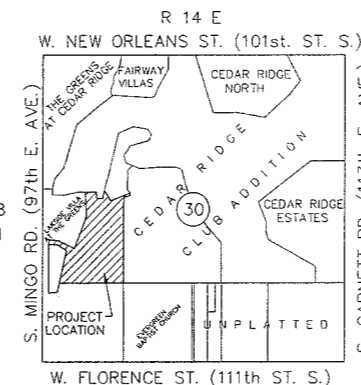 R 14 E
W. NEW ORLEANS ST. (101st. ST. S.)
THE GREENS
AT CEDAR RIDGE
FAIRWAY
VILLAS
CEDAR RIDGE
NORTH
S. MINGO RD. (97th E. AVE.)
CEDAR RIDGE
CLUB ADDITION
30
CEDAR RIDGE
ESTATES
LAKESIDE VILLA
AT THE GREENS
PROJECT
LOCATION
EVERGREEN
BAPTIST CHURCH
UNPLATTED
W. FLORENCE ST. (111th ST. S.)